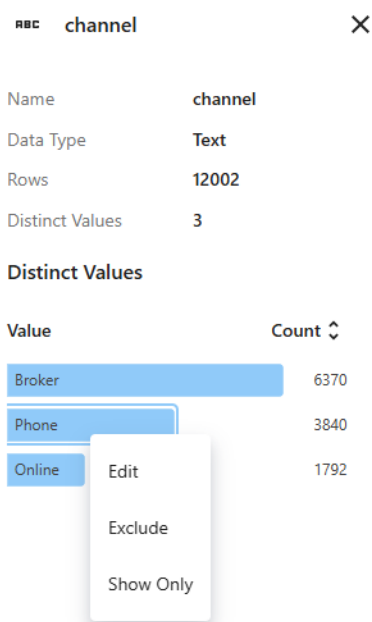 ABC channel
Name channel
Data Type Text
Rows 12002
Distinct Values 3
Distinct Values
Value Count
Broker 6370
Phone 3840
Online 1792
Edit
Exclude
Show Only